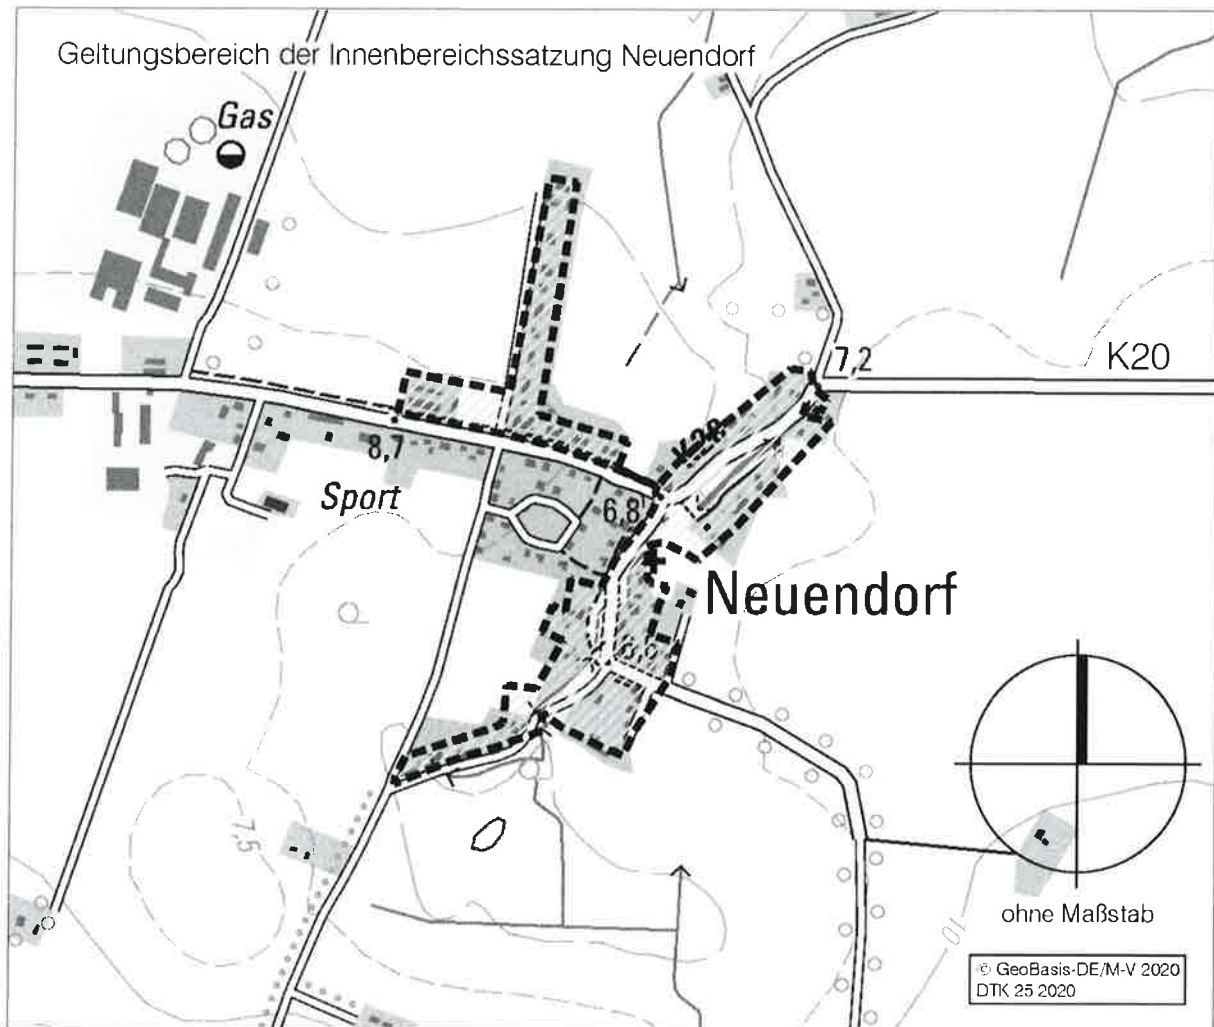 Geltungsbereich der Innenbereichssatzung Neuendorf
Gas
7,2
K20
8,7
Sport
6,8
Neuendorf
7,5
ohne Maßstab
10
© GeoBasis-DE/M-V 2020
DTK 25 2020